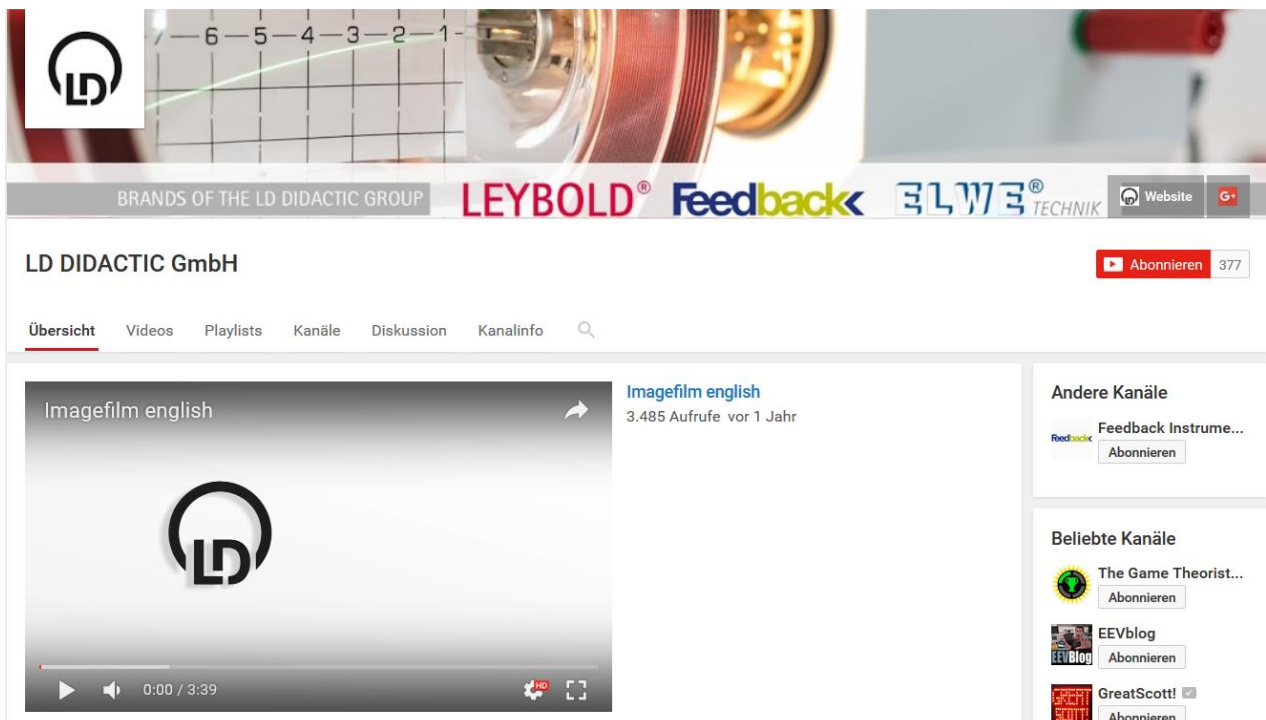 7 — 6 — 5 — 4 — 3 — 2 — 1 -
LD
BRANDS OF THE LD DIDACTIC GROUP LEYBOLD® Feedback ELWE® TECHNIK
Website G+
LD DIDACTIC GmbH
Abonnieren 377
Übersicht Videos Playlists Kanäle Diskussion Kanalinfo
Imagefilm english
LD
0:00 / 3:39
HD
Imagefilm english
3.485 Aufrufe vor 1 Jahr
Andere Kanäle
Feedback
Feedback Instrume...
Abonnieren
Beliebte Kanäle
The Game Theorist...
Abonnieren
EEVBlog
EEVblog
Abonnieren
GREAT
SCOTT!
GreatScott!
Abonnieren